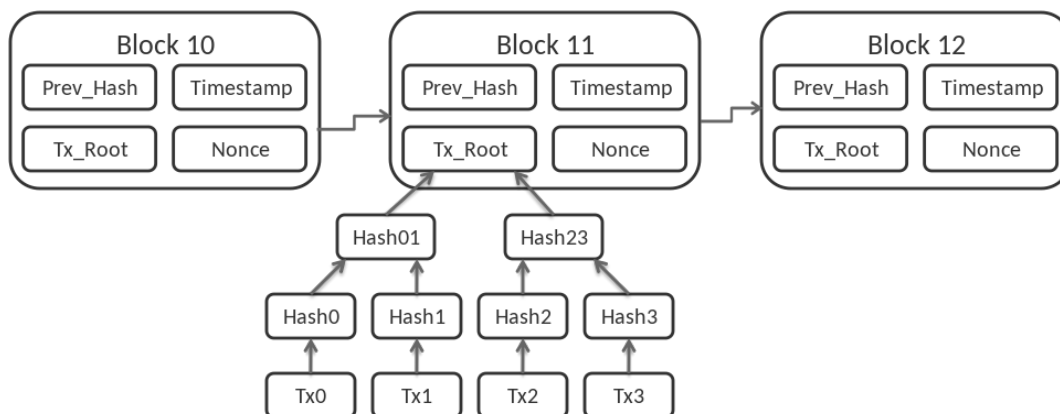 Block 10
Block 11
Block 12
Prev_Hash
Timestamp
Prev_Hash
Timestamp
Prev_Hash
Timestamp
Tx_Root
Nonce
Tx_Root
Nonce
Tx_Root
Nonce
Hash01
Hash23
Hash0
Hash1
Hash2
Hash3
Tx0
Tx1
Tx2
Tx3